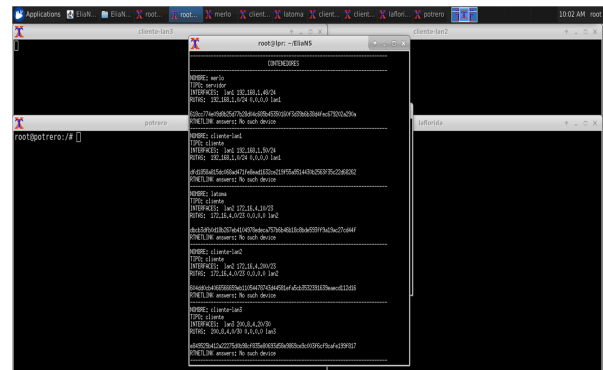 Applications EliaN... EliaN... root... root... merlo client... latoma client... client... laflori... potrero 10:02 AM root
cliente-lan3
cliente-lan2
root@lpr: ~/EliaNS
CONTENEDORES
NOMBRE: merlo
TIPO: servidor
INTERFACES: lan1 192.168.1.40/24
RUTAS: 192.168.1.0/24 0.0.0.0 lan1
RTNETLINK answers: No such device
NOMBRE: cliente-lan1
TIPO: cliente
INTERFACES: lan1 192.168.1.50/24
RUTAS: 192.168.1.0/24 0.0.0.0 lan1
RTNETLINK answers: No such device
NOMBRE: latoma
TIPO: cliente
INTERFACES: lan2 172.16.4.10/23
RUTAS: 172.16.4.0/23 0.0.0.0 lan2
RTNETLINK answers: No such device
NOMBRE: cliente-lan2
TIPO: cliente
INTERFACES: lan2 172.16.4.200/23
RUTAS: 172.16.4.0/23 0.0.0.0 lan2
RTNETLINK answers: No such device
NOMBRE: cliente-lan3
TIPO: cliente
INTERFACES: lan3 200.8.4.20/30
RUTAS: 200.8.4.0/30 0.0.0.0 lan3
RTNETLINK answers: No such device
potrero
root@potrero:/#
laflorida